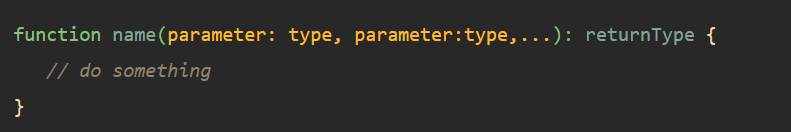 function name(parameter: type, parameter:type,...): returnType {
// do something
}